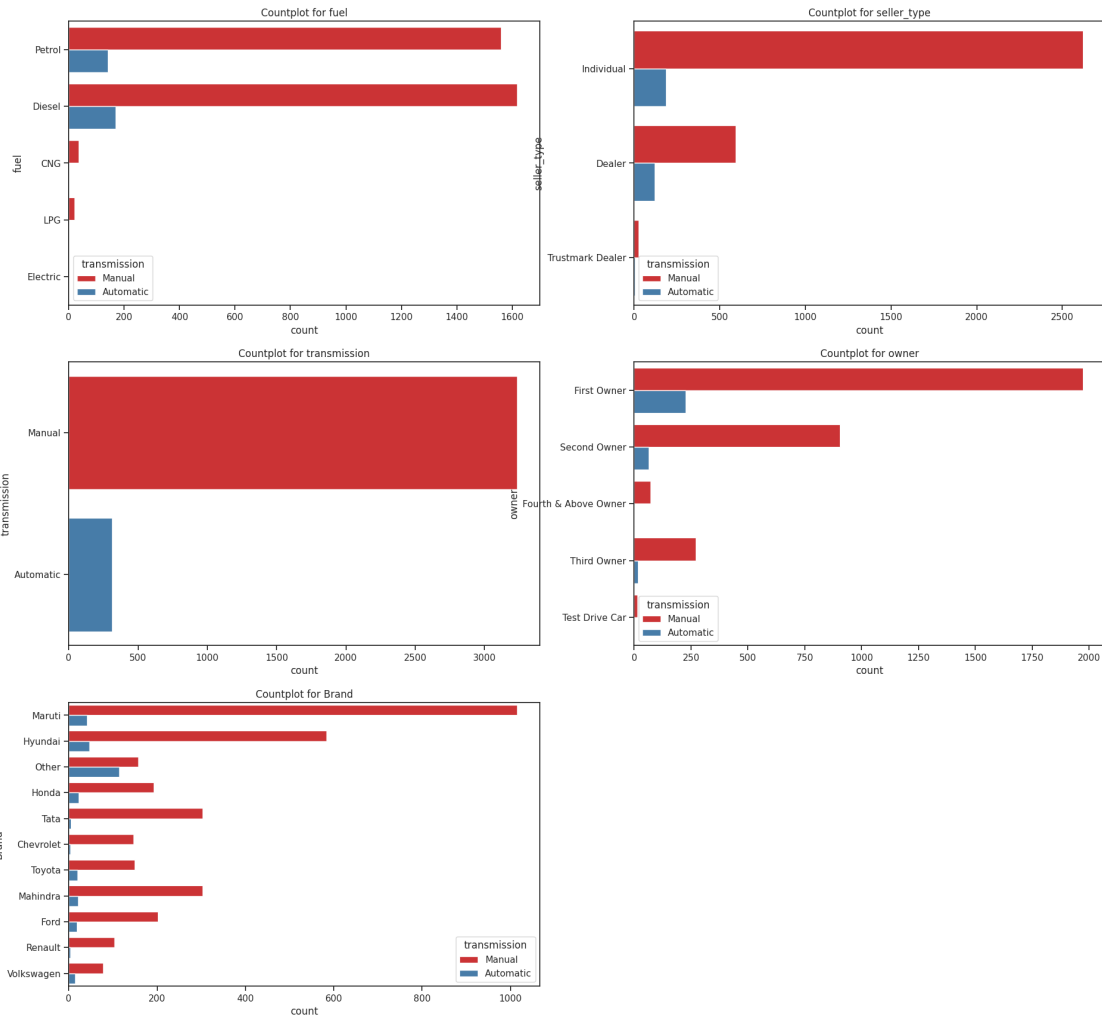 Countplot for fuel
Petrol
Diesel
CNG
LPG
Electric
fuel
transmission
Manual
Automatic
0 200 400 600 800 1000 1200 1400 1600
count
Countplot for seller_type
Individual
Dealer
Trustmark Dealer
seller_type
transmission
Manual
Automatic
0 500 1000 1500 2000 2500
count
Countplot for transmission
Manual
Automatic
transmission
0 500 1000 1500 2000 2500 3000
count
Countplot for owner
First Owner
Second Owner
Fourth & Above Owner
Third Owner
Test Drive Car
owner
transmission
Manual
Automatic
0 250 500 750 1000 1250 1500 1750 2000
count
Countplot for Brand
Maruti
Hyundai
Other
Honda
Tata
Chevrolet
Toyota
Mahindra
Ford
Renault
Volkswagen
Brand
transmission
Manual
Automatic
0 200 400 600 800 1000
count